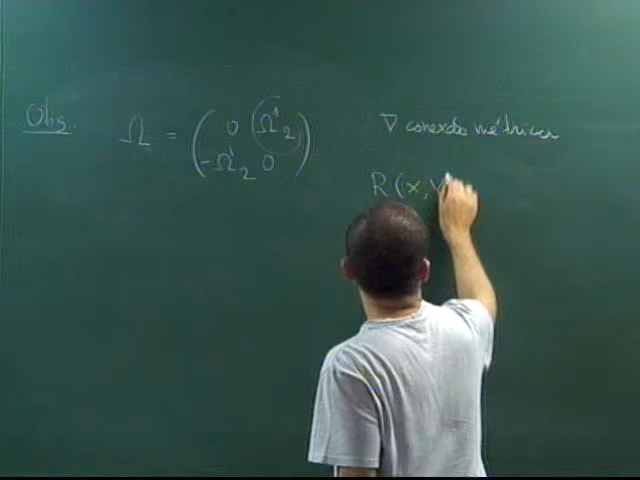 Obs. Ω = ( 0 Ω¹₂ ) ∇ conexão métrica
( -Ω¹₂ 0 )
R(X,Y